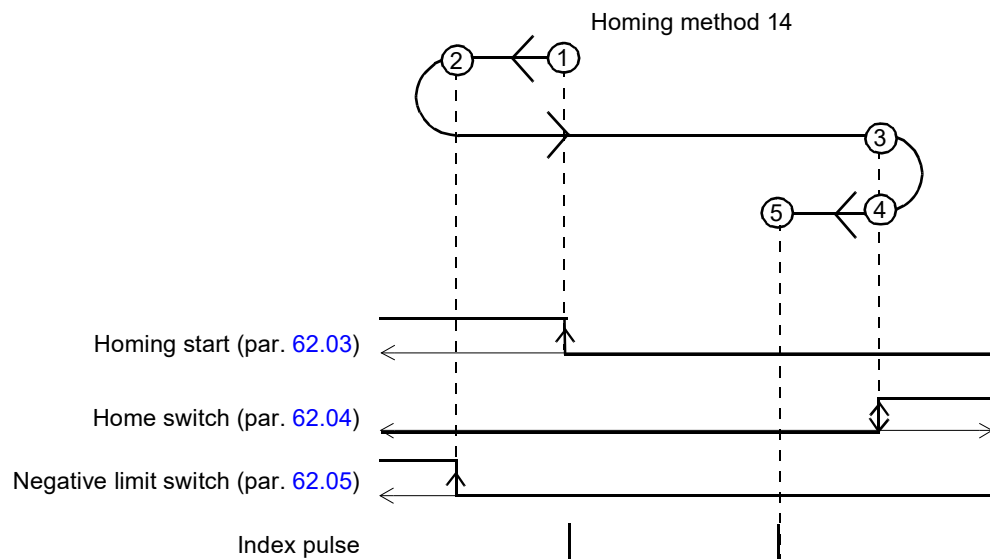 Homing method 14
2
1
3
5
4
Homing start (par. 62.03)
Home switch (par. 62.04)
Negative limit switch (par. 62.05)
Index pulse